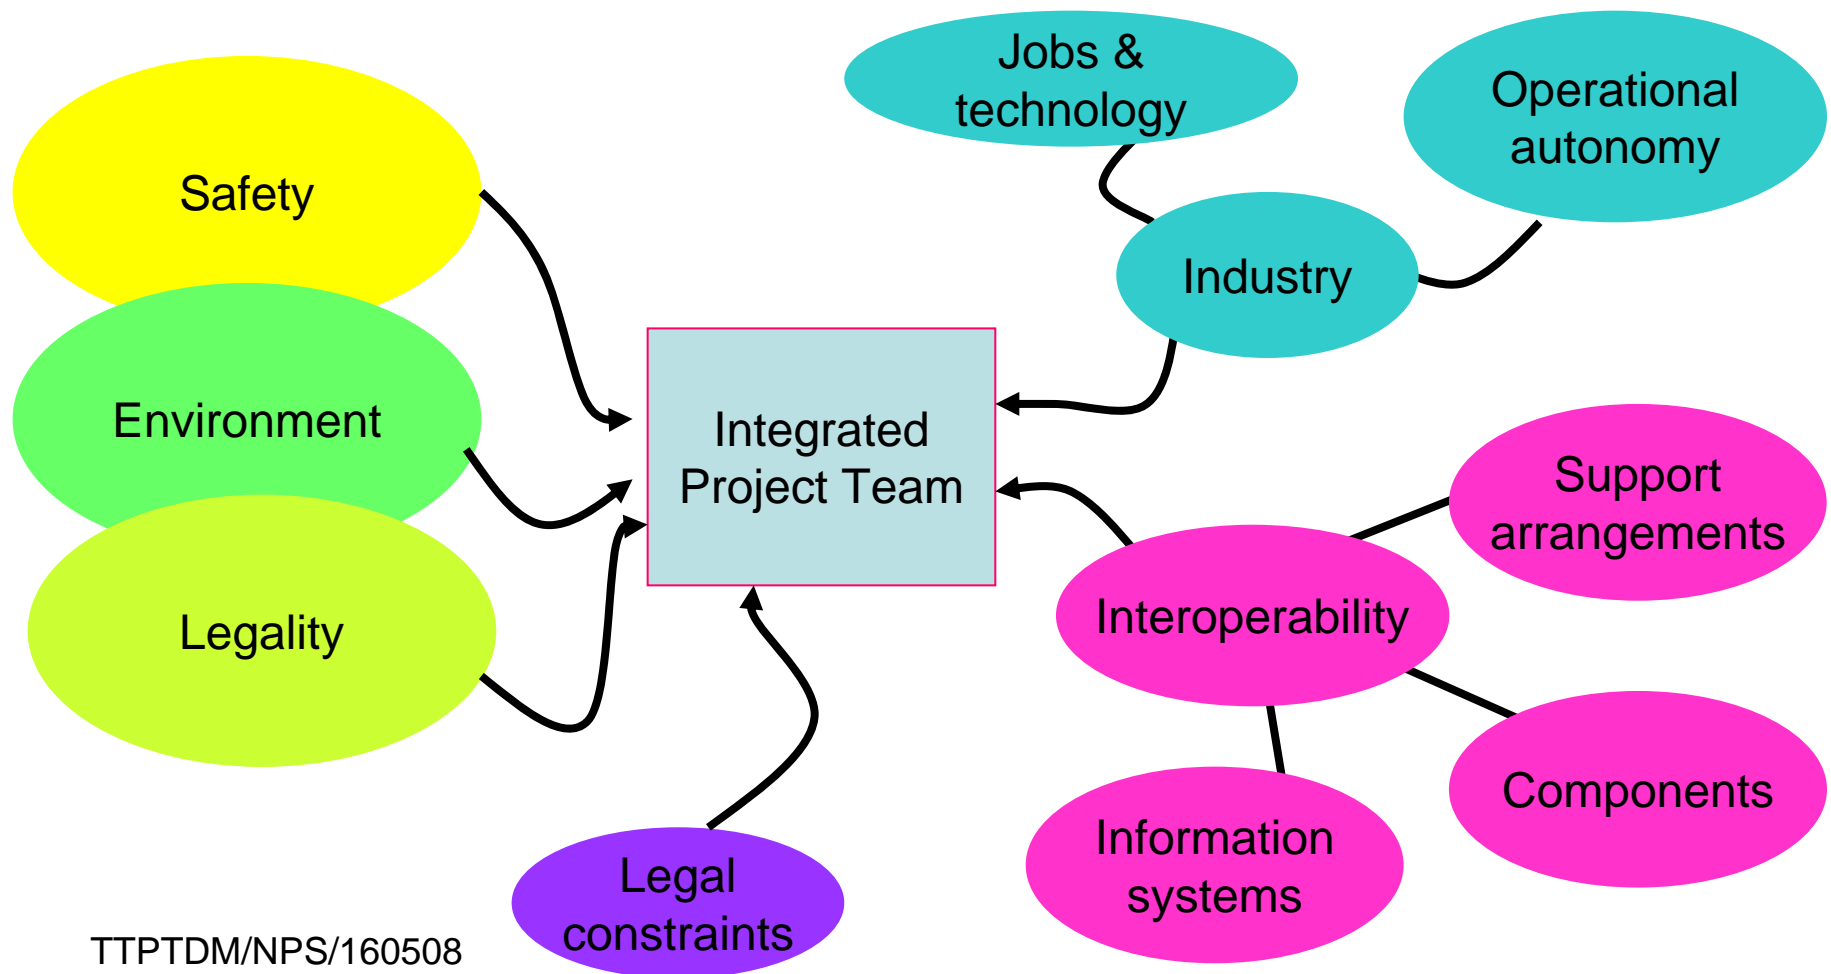 Jobs &
technology
Operational
autonomy
Safety
Industry
Environment
Integrated
Project Team
Support
arrangements
Interoperability
Legality
Components
Information
systems
Legal
constraints
TTPTDM/NPS/160508